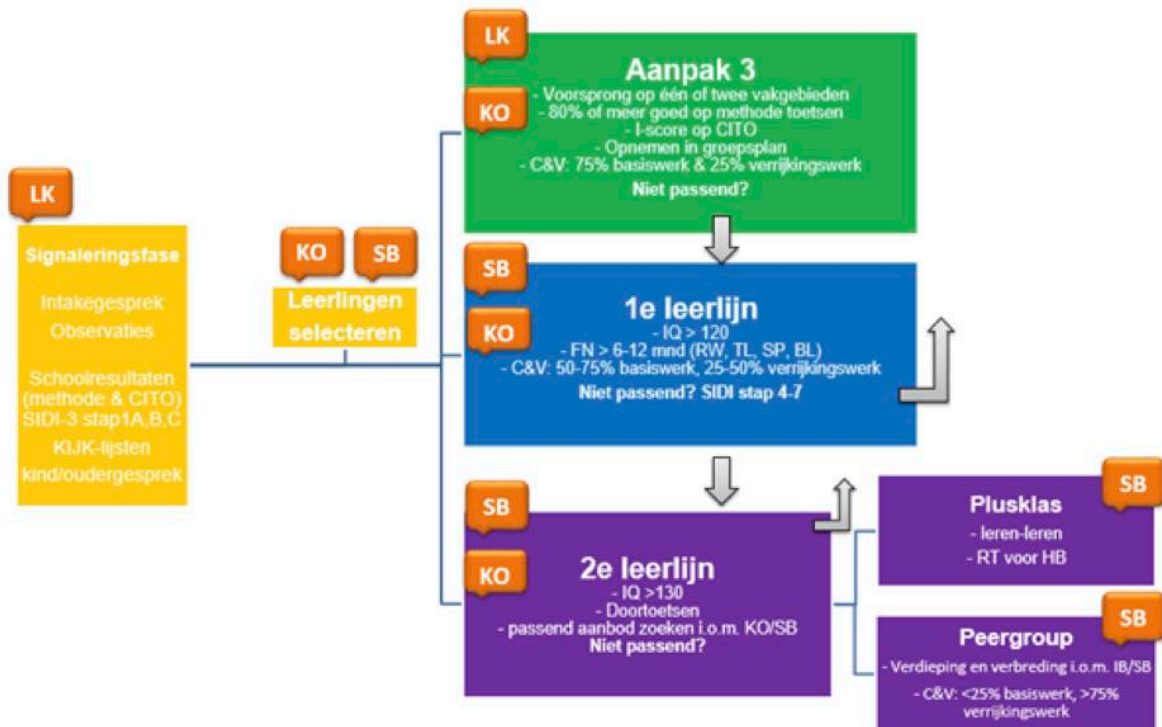 LK
Signaleringsfase
Intakegesprek
Observaties
Schoolresultaten
(methode & CITO)
SIDI-3 stap1A,B,C
KIJK-lijsten
kind/oudergesprek
KO
SB
Leerlingen
selecteren
LK
KO
Aanpak 3
- Voorsprong op één of twee vakgebieden
- 80% of meer goed op methode toetsen
- I-score op CITO
- Opnemen in groepsplan
- C&V: 75% basiswerk & 25% verrijkingswerk
Niet passend?
SB
KO
1e leerlijn
- IQ > 120
- FN > 6-12 mnd (RW, TL, SP, BL)
- C&V: 50-75% basiswerk, 25-50% verrijkingswerk
Niet passend? SIDI stap 4-7
SB
KO
2e leerlijn
- IQ >130
- Doortoetsen
- passend aanbod zoeken i.o.m. KO/SB
Niet passend?
SB
Plusklas
- leren-leren
- RT voor HB
SB
Peergroup
- Verdieping en verbreding i.o.m. IB/SB
- C&V: <25% basiswerk, >75%
verrijkingswerk